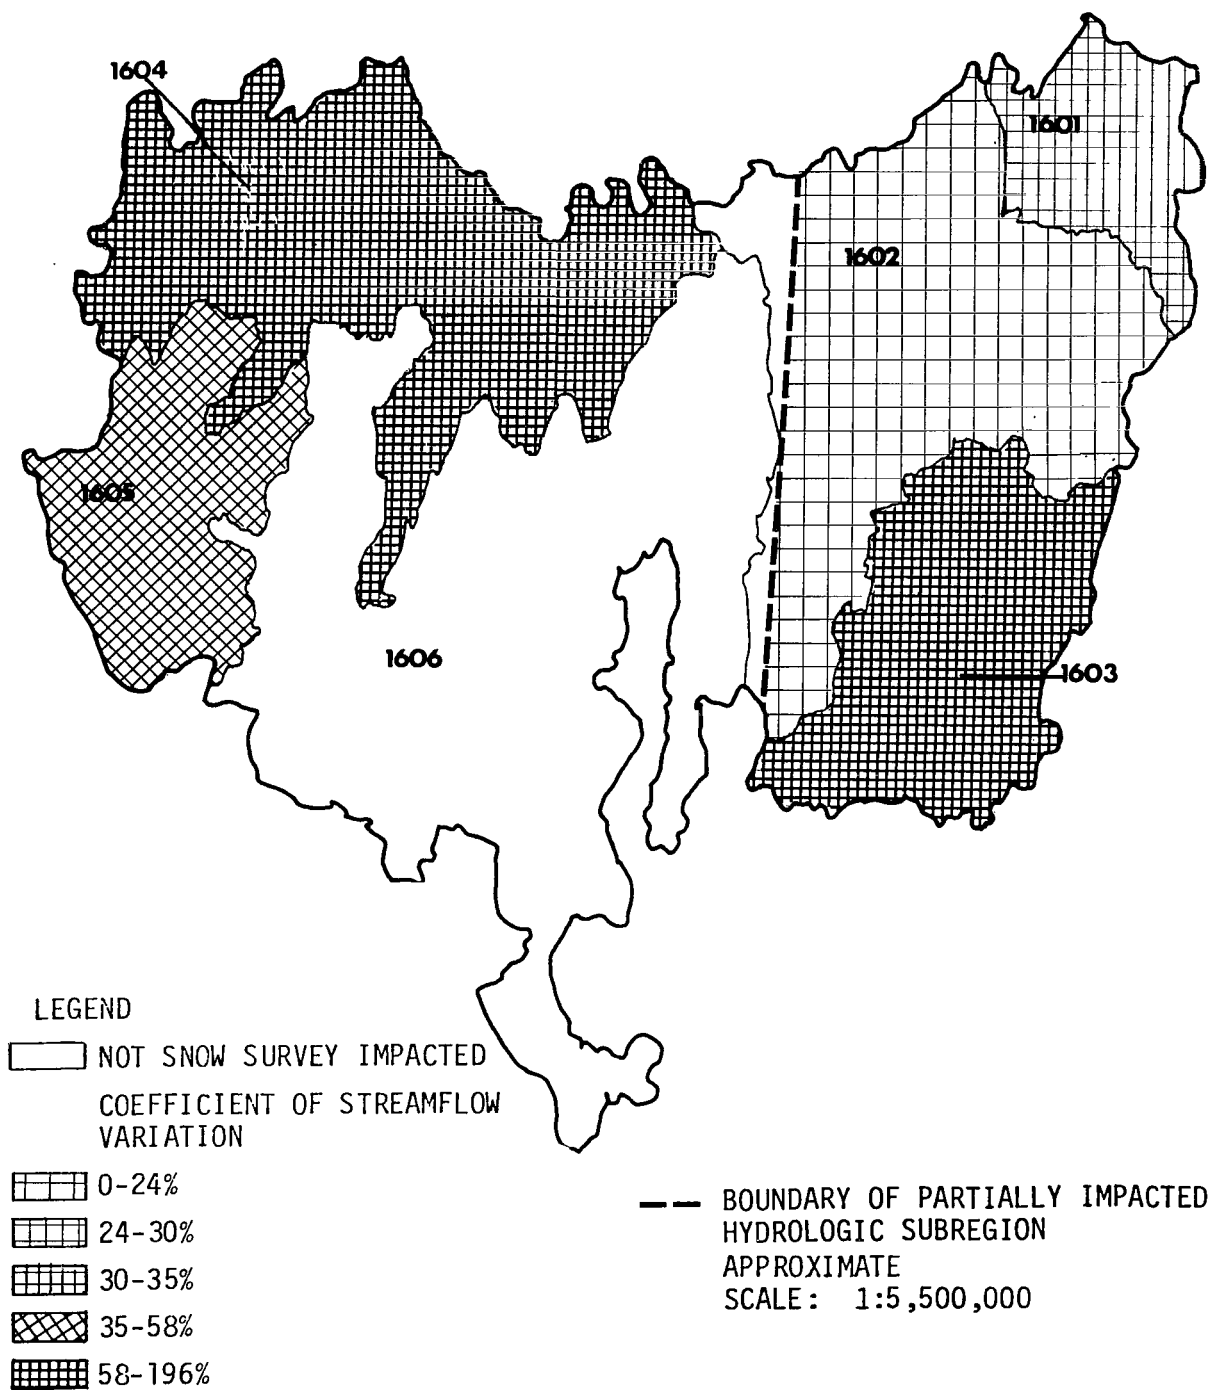 1604
1601
1602
1605
1606
1603
LEGEND
NOT SNOW SURVEY IMPACTED
COEFFICIENT OF STREAMFLOW
VARIATION
0-24%
24-30%
30-35%
35-58%
58-196%
BOUNDARY OF PARTIALLY IMPACTED
HYDROLOGIC SUBREGION
APPROXIMATE
SCALE: 1:5,500,000